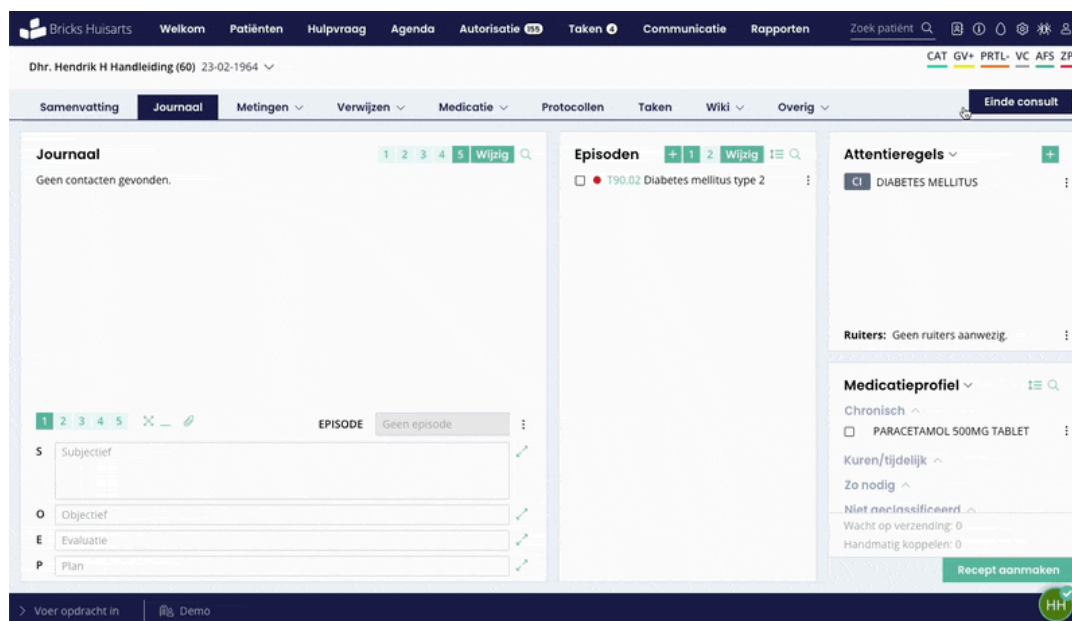 Bricks Huisarts Welkom Patiënten Hulpvraag Agenda Autorisatie 155 Taken 4 Communicatie Rapporten Zoek patiënt
Dhr. Hendrik H Handleiding (60) 23-02-1964
CAT GV+ PRTL- VC AFS ZP
Samenvatting Journaal Metingen Verwijzen Medicatie Protocollen Taken Wiki Overig Einde consult
Journaal 1 2 3 4 5 Wijzig
Geen contacten gevonden.
1 2 3 4 5 EPISODE Geen episode
S Subjectief
O Objectief
E Evaluatie
P Plan
Episoden + 1 2 Wijzig
T90.02 Diabetes mellitus type 2
Attentieregels +
CI DIABETES MELLITUS
Ruiters: Geen ruiters aanwezig.
Medicatieprofiel
Chronisch
PARACETAMOL 500MG TABLET
Kuren/tijdelijk
Zo nodig
Niet geclassificeerd
Wacht op verzending: 0
Handmatig koppelen: 0
Recept aanmaken
> Voer opdracht in Demo
HH